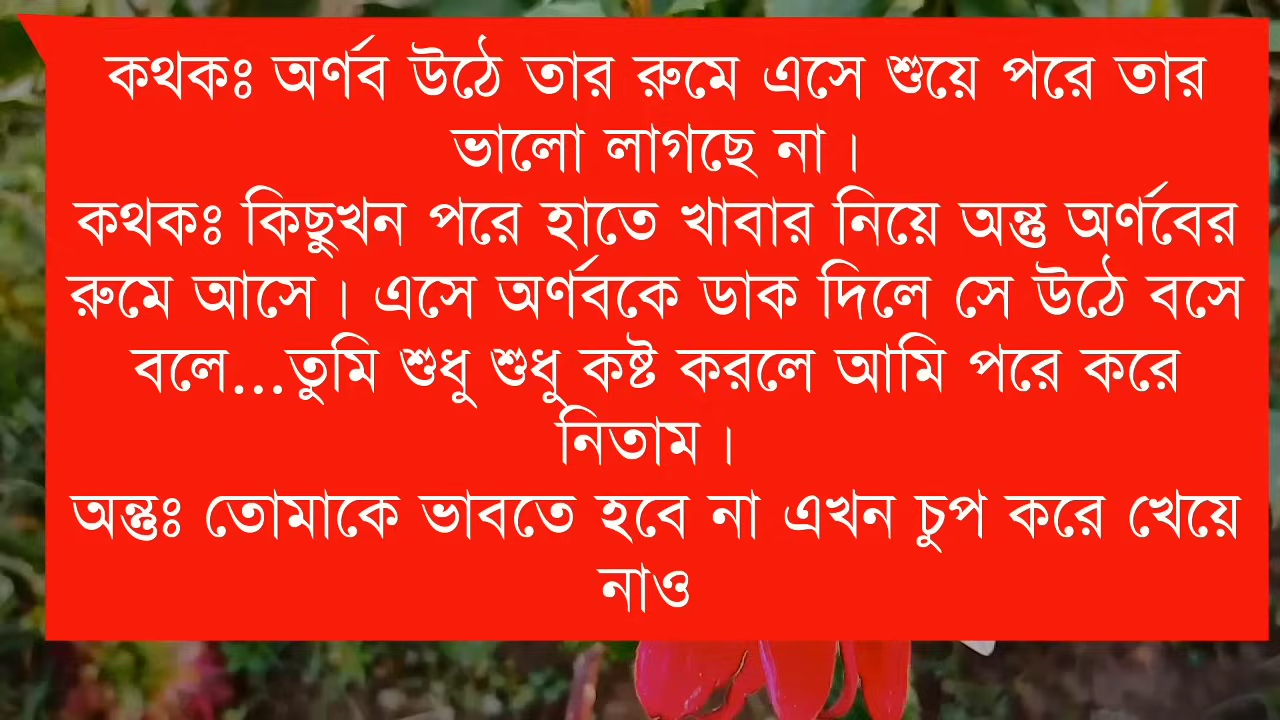 কথকঃ অর্ণব উঠে তার রুমে এসে শুয়ে পরে তার
ভালো লাগছে না।
কথকঃ কিছুখন পরে হাতে খাবার নিয়ে অন্তু অর্ণবের
রুমে আসে। এসে অর্ণবকে ডাক দিলে সে উঠে বসে
বলে...তুমি শুধু শুধু কষ্ট করলে আমি পরে করে
নিতাম।
অন্তুঃ তোমাকে ভাবতে হবে না এখন চুপ করে খেয়ে
নাও